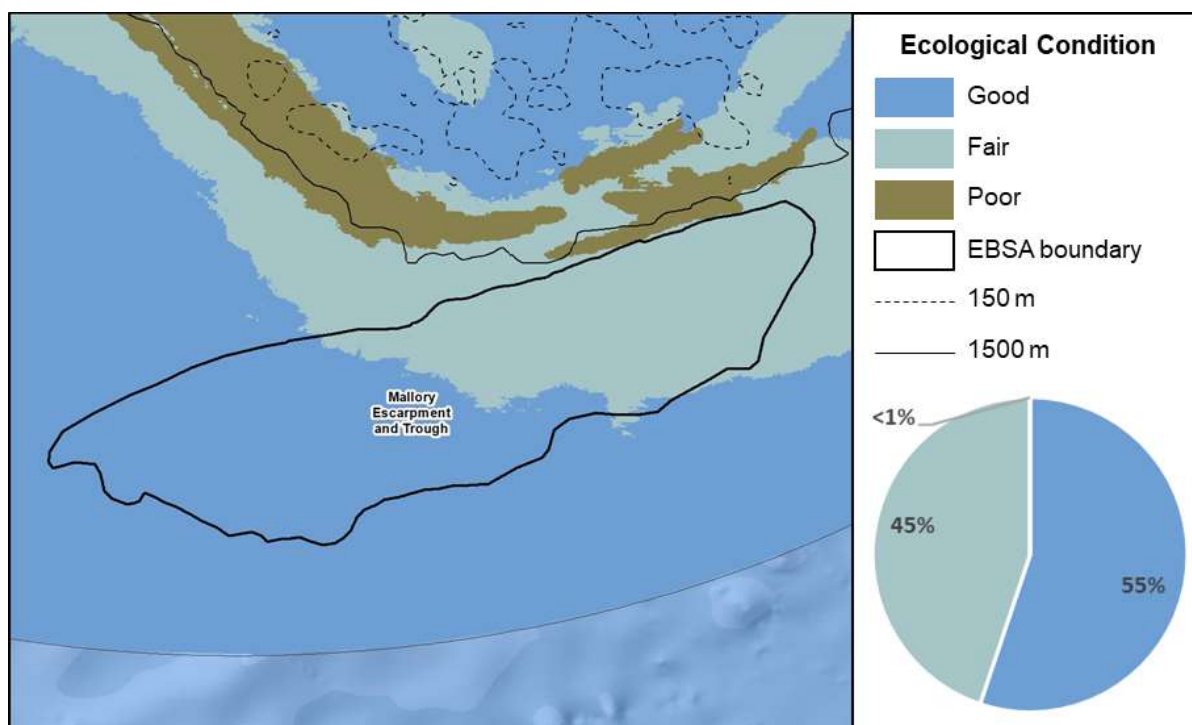 Mallory
Escarpment
and Trough
Ecological Condition
Good
Fair
Poor
EBSA boundary
150 m
1500 m
<1%
45%
55%